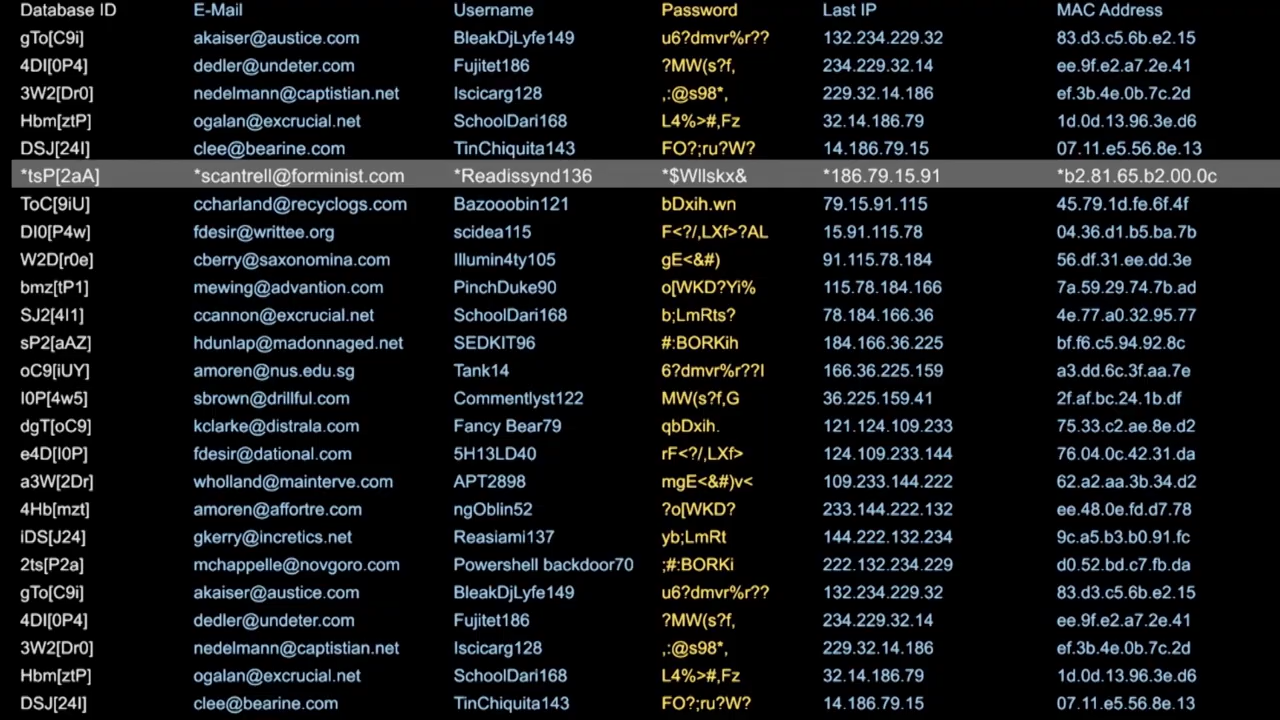 Database ID E-Mail Username Password Last IP MAC Address
gTo[C9i] akaiser@austice.com BleakDjLyfe149 u6?dmvr%r?? 132.234.229.32 83.d3.c5.6b.e2.15
4DI[0P4] dedler@undeter.com Fujitet186 ?MW(s?f, 234.229.32.14 ee.9f.e2.a7.2e.41
3W2[Dr0] nedelmann@captistian.net Iscicarg128 ,:@s98*, 229.32.14.186 ef.3b.4e.0b.7c.2d
Hbm[ztP] ogalan@excrucial.net SchoolDari168 L4%>#,Fz 32.14.186.79 1d.0d.13.96.3e.d6
DSJ[24I] clee@bearine.com TinChiquita143 FO?;ru?W? 14.186.79.15 07.11.e5.56.8e.13
*tsP[2aA] *scantrell@forminist.com *Readissynd136 *$Wllskx& *186.79.15.91 *b2.81.65.b2.00.0c
ToC[9iU] ccharland@recyclogs.com Bazooobin121 bDxih.wn 79.15.91.115 45.79.1d.fe.6f.4f
DI0[P4w] fdesir@writtee.org scidea115 F<?/,LXf>?AL 15.91.115.78 04.36.d1.b5.ba.7b
W2D[r0e] cberry@saxonomina.com Illumin4ty105 gE<&#) 91.115.78.184 56.df.31.ee.dd.3e
bmz[tP1] mewing@advantion.com PinchDuke90 o[WKD?Yi% 115.78.184.166 7a.59.29.74.7b.ad
SJ2[4I1] ccannon@excrucial.net SchoolDari168 b;LmRts? 78.184.166.36 4e.77.a0.32.95.77
sP2[aAZ] hdunlap@madonnaged.net SEDKIT96 #:BORKih 184.166.36.225 bf.f6.c5.94.92.8c
oC9[iUY] amoren@nus.edu.sg Tank14 6?dmvr%r??I 166.36.225.159 a3.dd.6c.3f.aa.7e
I0P[4w5] sbrown@drillful.com Commentlyst122 MW(s?f,G 36.225.159.41 2f.af.bc.24.1b.df
dgT[oC9] kclarke@distrala.com Fancy Bear79 qbDxih. 121.124.109.233 75.33.c2.ae.8e.d2
e4D[I0P] fdesir@dational.com 5H13LD40 rF<?/,LXf> 124.109.233.144 76.04.0c.42.31.da
a3W[2Dr] wholland@mainterve.com APT2898 mgE<&#)v< 109.233.144.222 62.a2.aa.3b.34.d2
4Hb[mzt] amoren@affortre.com ngOblin52 ?o[WKD? 233.144.222.132 ee.48.0e.fd.d7.78
iDS[J24] gkerry@incretics.net Reasiami137 yb;LmRt 144.222.132.234 9c.a5.b3.b0.91.fc
2ts[P2a] mchappelle@novgoro.com Powershell backdoor70 ;#:BORKi 222.132.234.229 d0.52.bd.c7.fb.da
gTo[C9i] akaiser@austice.com BleakDjLyfe149 u6?dmvr%r?? 132.234.229.32 83.d3.c5.6b.e2.15
4DI[0P4] dedler@undeter.com Fujitet186 ?MW(s?f, 234.229.32.14 ee.9f.e2.a7.2e.41
3W2[Dr0] nedelmann@captistian.net Iscicarg128 ,:@s98*, 229.32.14.186 ef.3b.4e.0b.7c.2d
Hbm[ztP] ogalan@excrucial.net SchoolDari168 L4%>#,Fz 32.14.186.79 1d.0d.13.96.3e.d6
DSJ[24I] clee@bearine.com TinChiquita143 FO?;ru?W? 14.186.79.15 07.11.e5.56.8e.13